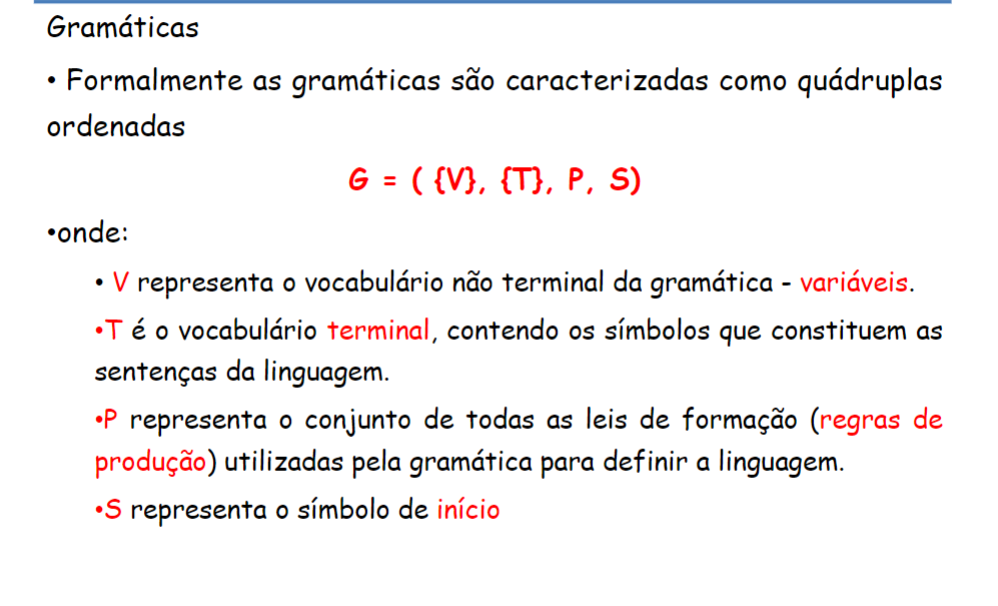 Gramáticas
• Formalmente as gramáticas são caracterizadas como quádruplas
ordenadas
G = ( {V}, {T}, P, S)
•onde:
• V representa o vocabulário não terminal da gramática - variáveis.
•T é o vocabulário terminal, contendo os símbolos que constituem as
sentenças da linguagem.
•P representa o conjunto de todas as leis de formação (regras de
produção) utilizadas pela gramática para definir a linguagem.
•S representa o símbolo de início